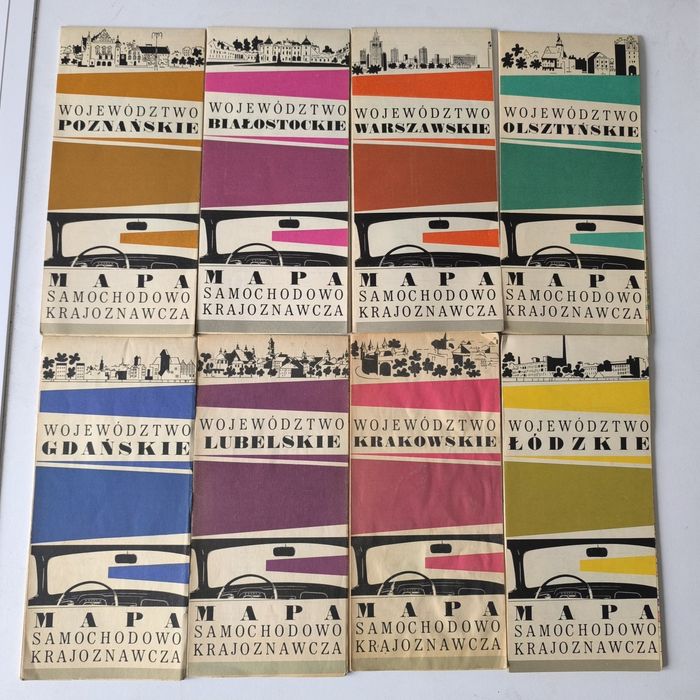 WOJEWÓDZTWO
POZNAŃSKIE
MAPA
SAMOCHODOWO
KRAJOZNAWCZA
WOJEWÓDZTWO
BIAŁOSTOCKIE
MAPA
SAMOCHODOWO
KRAJOZNAWCZA
WOJEWÓDZTWO
WARSZAWSKIE
MAPA
SAMOCHODOWO
KRAJOZNAWCZA
WOJEWÓDZTWO
OLSZTYŃSKIE
MAPA
SAMOCHODOWO
KRAJOZNAWCZA
WOJEWÓDZTWO
GDAŃSKIE
MAPA
SAMOCHODOWO
KRAJOZNAWCZA
WOJEWÓDZTWO
LUBELSKIE
MAPA
SAMOCHODOWO
KRAJOZNAWCZA
WOJEWÓDZTWO
KRAKOWSKIE
MAPA
SAMOCHODOWO
KRAJOZNAWCZA
WOJEWÓDZTWO
ŁÓDZKIE
MAPA
SAMOCHODOWO
KRAJOZNAWCZA